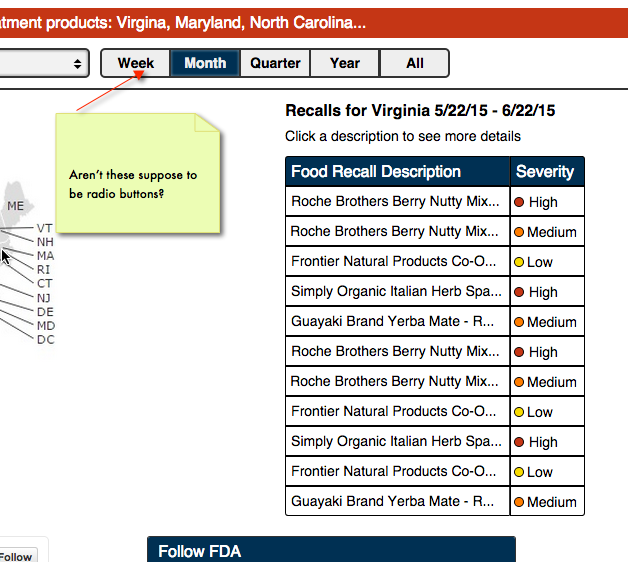 atment products: Virgina, Maryland, North Carolina...
Week Month Quarter Year All
Aren't these suppose to
be radio buttons?
ME
VT
NH
MA
RI
CT
NJ
DE
MD
DC
Recalls for Virginia 5/22/15 - 6/22/15
Click a description to see more details
Food Recall Description Severity
Roche Brothers Berry Nutty Mix... High
Roche Brothers Berry Nutty Mix... Medium
Frontier Natural Products Co-O... Low
Simply Organic Italian Herb Spa... High
Guayaki Brand Yerba Mate - R... Medium
Roche Brothers Berry Nutty Mix... High
Roche Brothers Berry Nutty Mix... Medium
Frontier Natural Products Co-O... Low
Simply Organic Italian Herb Spa... High
Frontier Natural Products Co-O... Low
Guayaki Brand Yerba Mate - R... Medium
Follow
Follow FDA